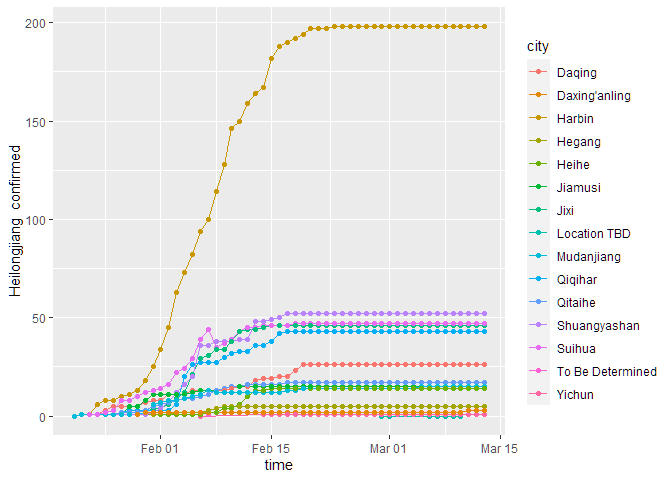 200
150
100
50
0
Heilongjiang confirmed
Feb 01
Feb 15
Mar 01
Mar 15
time
city
Daqing
Daxing'anling
Harbin
Hegang
Heihe
Jiamusi
Jixi
Location TBD
Mudanjiang
Qiqihar
Qitaihe
Shuangyashan
Suihua
To Be Determined
Yichun